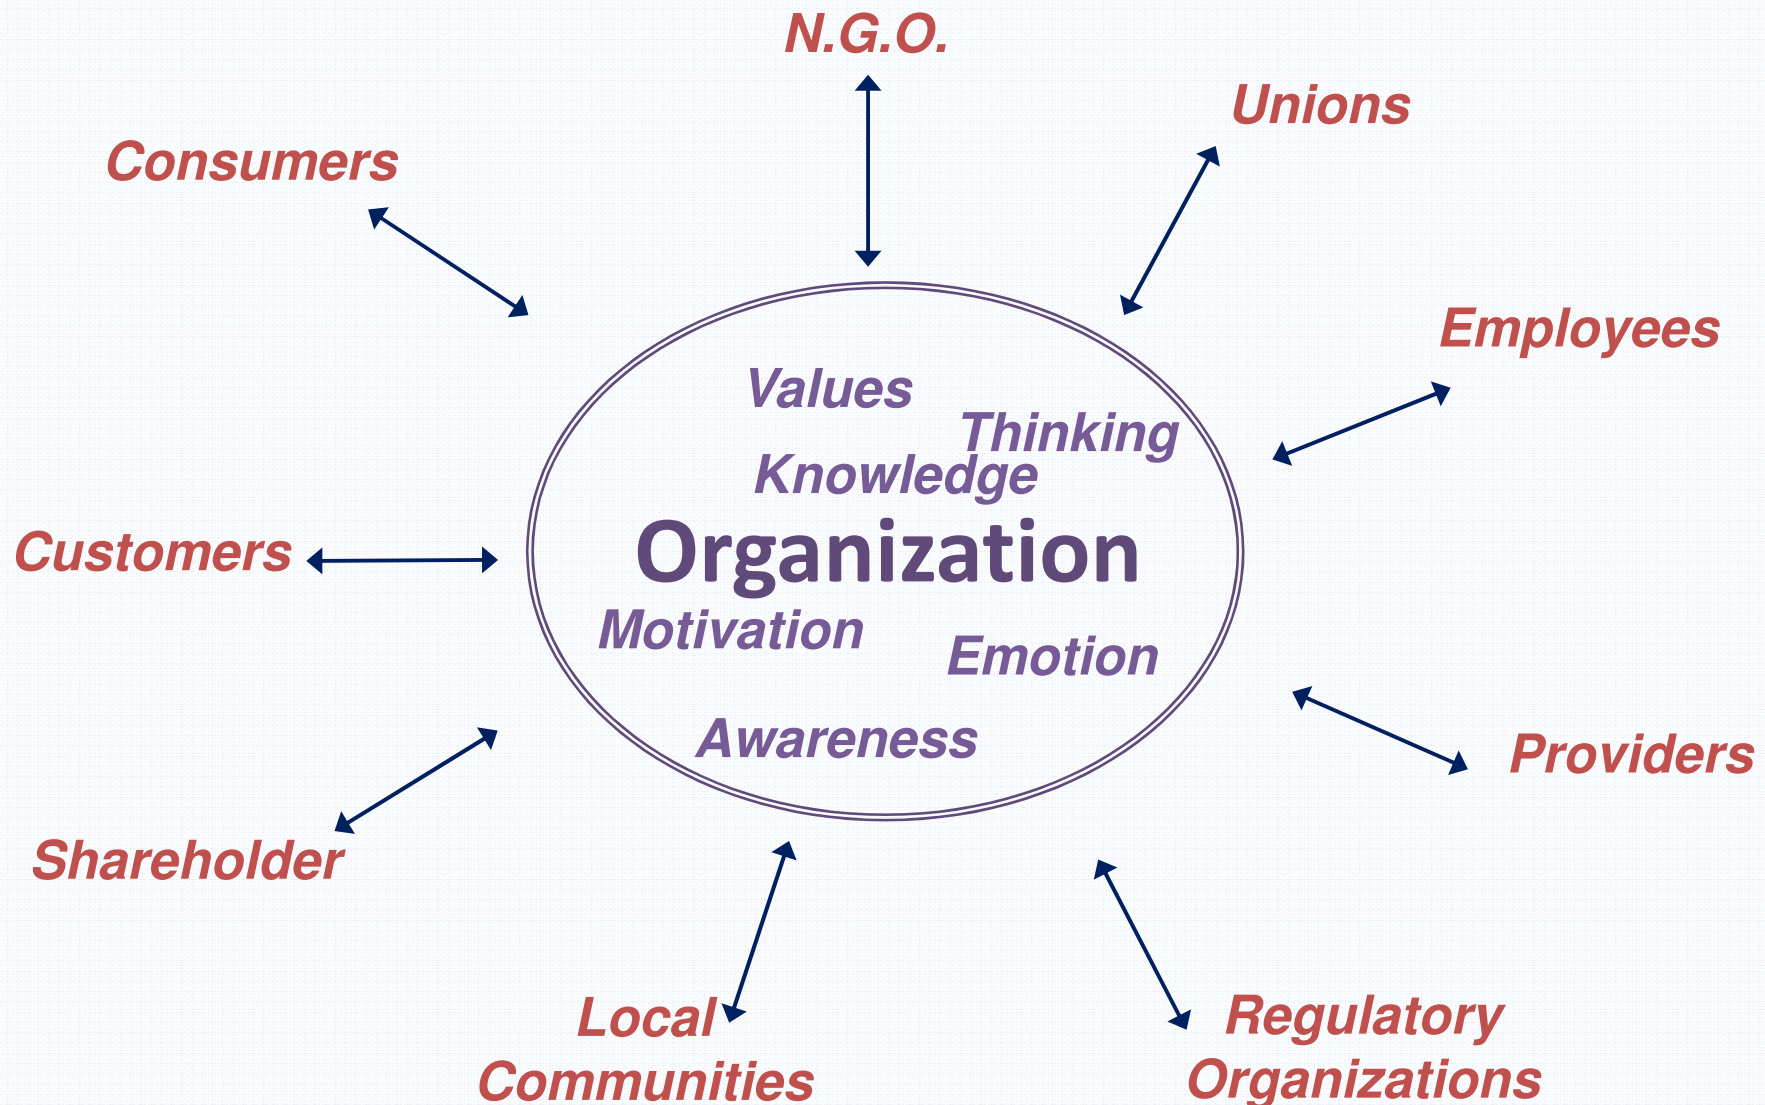 N.G.O.
Unions
Consumers
Employees
Values
Thinking
Knowledge
Organization
Customers
Motivation
Emotion
Awareness
Providers
Shareholder
Local
Communities
Regulatory
Organizations